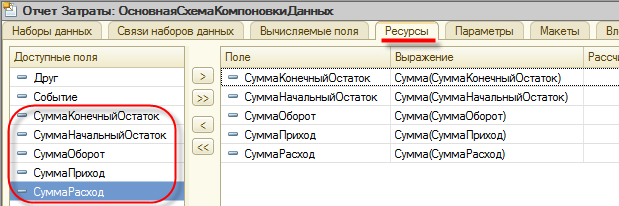 Отчет Затраты: ОсновнаяСхемаКомпоновкиДанных
Наборы данных Связи наборов данных Вычисляемые поля Ресурсы Параметры Макеты
Доступные поля Поле Выражение
Друг
Событие
СуммаКонечныйОстаток
СуммаНачальныйОстаток
СуммаОборот
СуммаПриход
СуммаРасход
>
>>
<
<<
СуммаКонечныйОстаток Сумма(СуммаКонечныйОстаток)
СуммаНачальныйОстаток Сумма(СуммаНачальныйОстаток)
СуммаОборот Сумма(СуммаОборот)
СуммаПриход Сумма(СуммаПриход)
СуммаРасход Сумма(СуммаРасход)